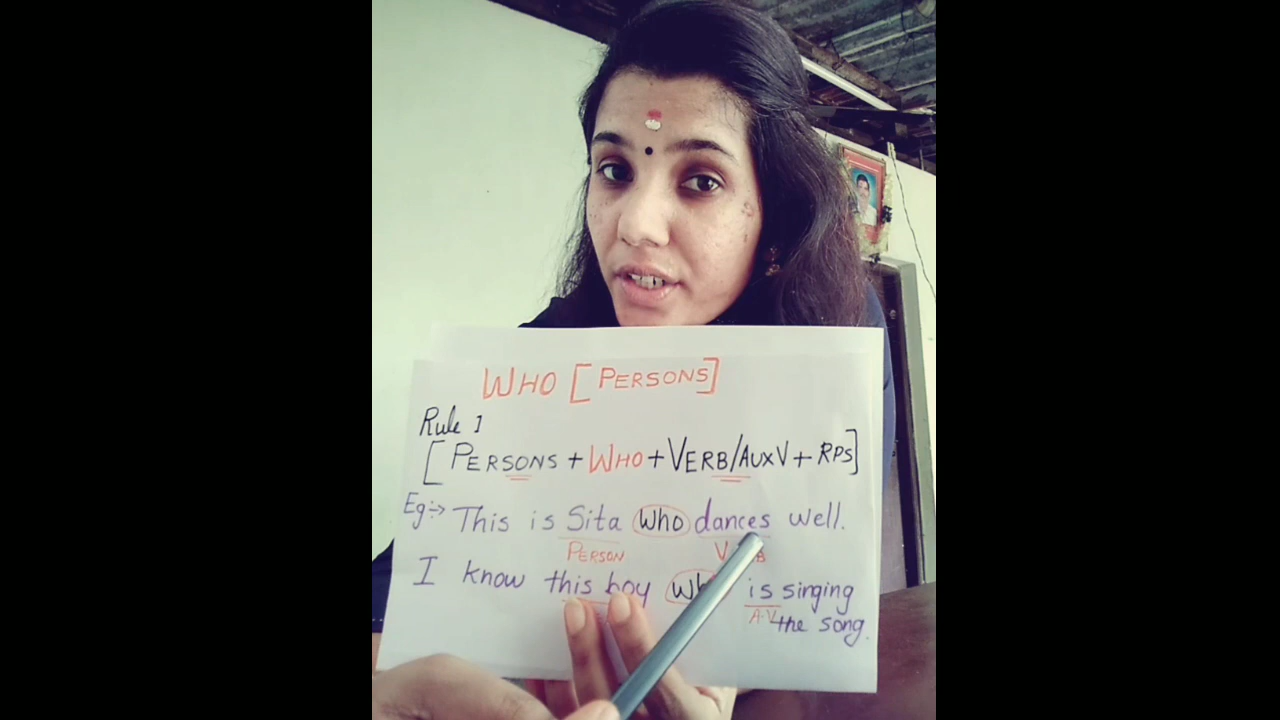 WHO [PERSONS]
Rule 1
[PERSONS + WHO + VERB/AUXV + RPS]
Eg:-> This is Sita who dances well.
PERSON
I know this boy is singing
A.V the song.